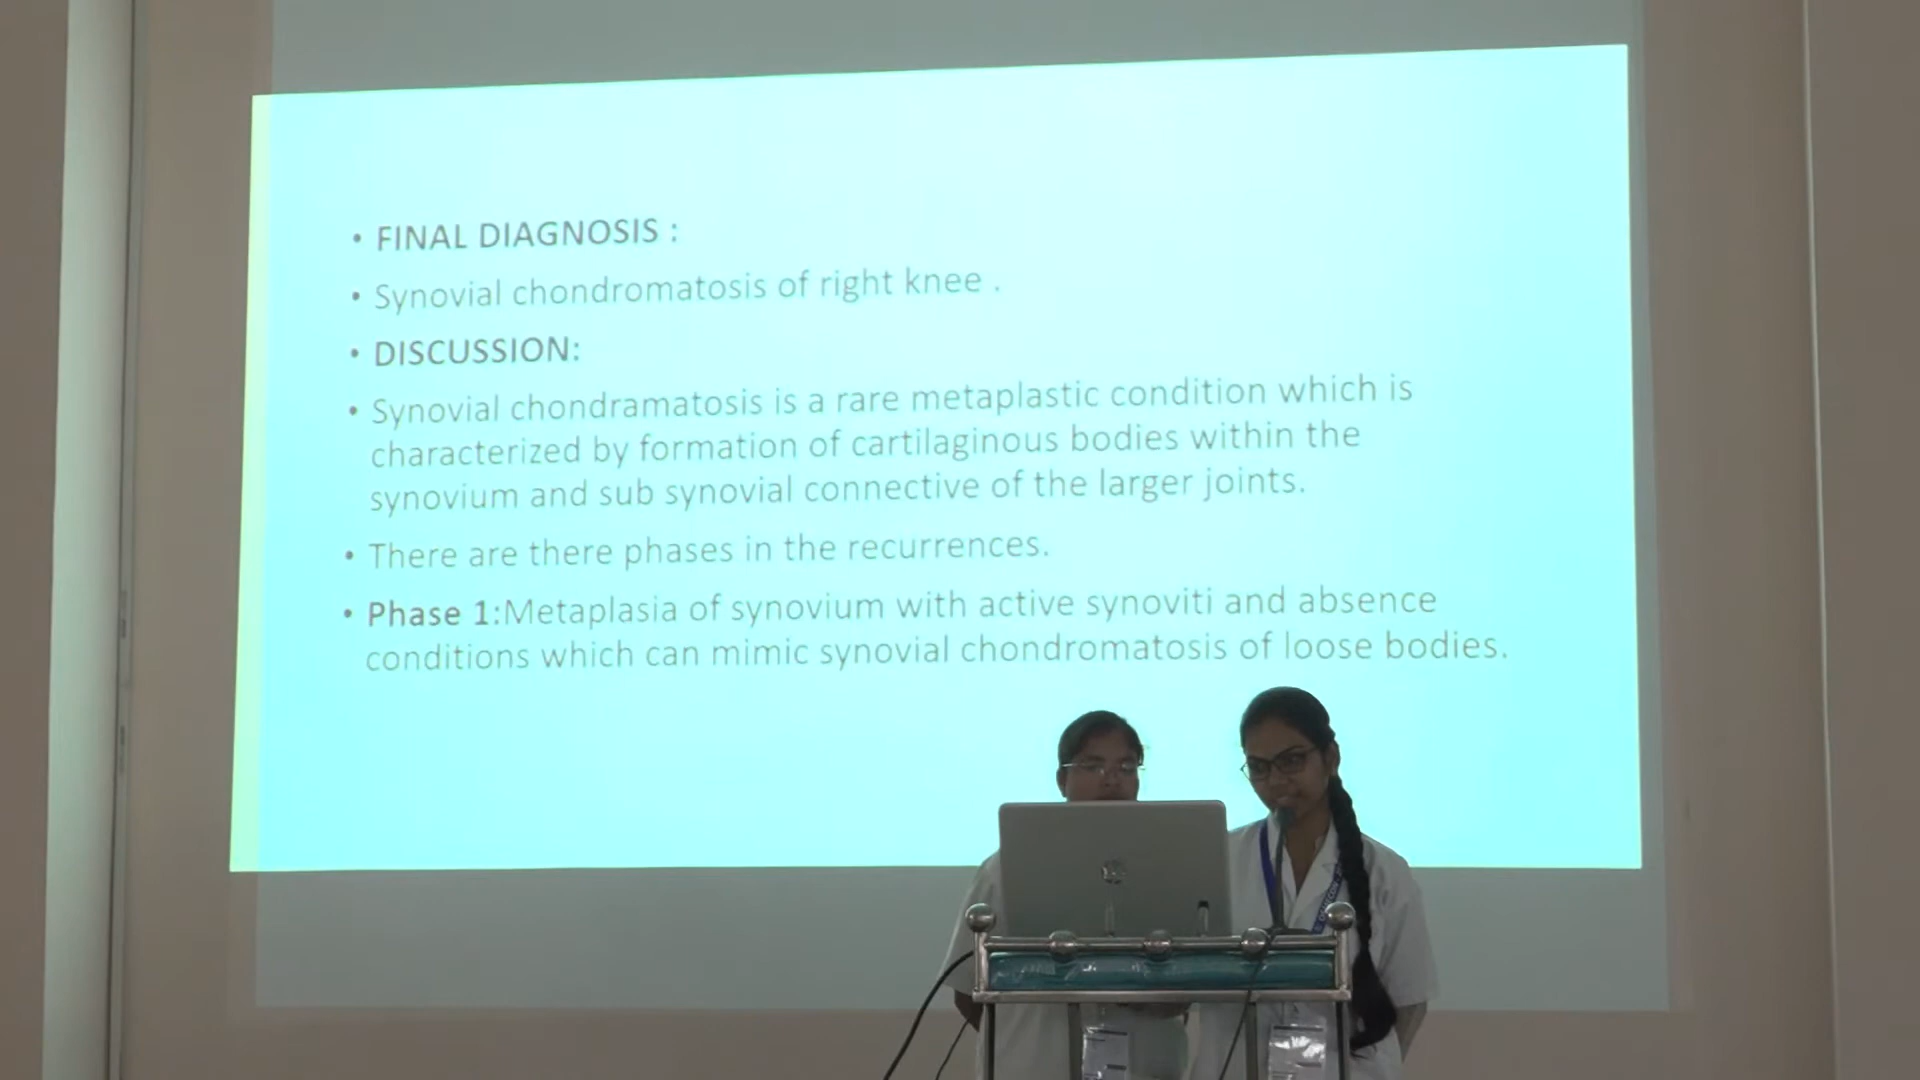 • FINAL DIAGNOSIS :
• Synovial chondromatosis of right knee .
• DISCUSSION:
• Synovial chondramatosis is a rare metaplastic condition which is
characterized by formation of cartilaginous bodies within the
synovium and sub synovial connective of the larger joints.
• There are there phases in the recurrences.
• Phase 1:Metaplasia of synovium with active synoviti and absence
conditions which can mimic synovial chondromatosis of loose bodies.